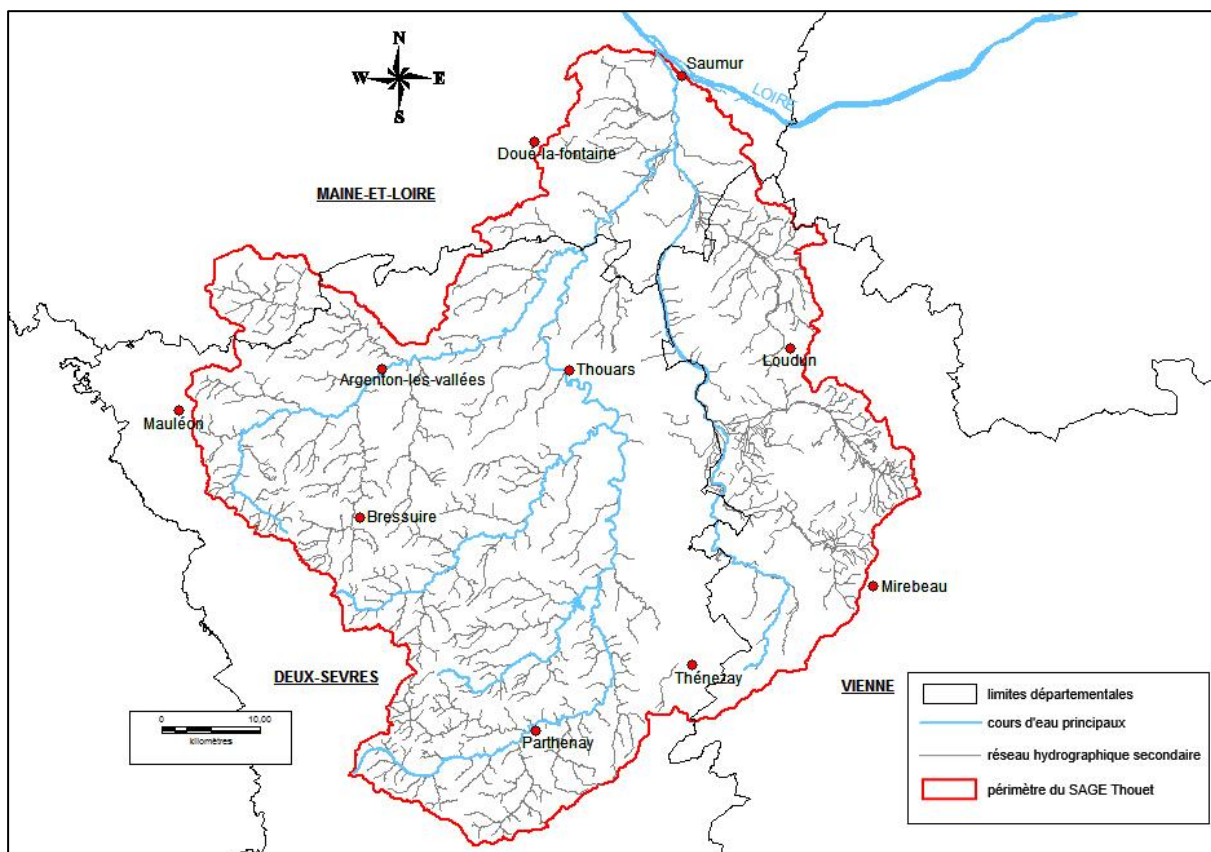 N
W E
S
Saumur
LOIRE
Doué-la-fontaine
MAINE-ET-LOIRE
Loudun
Argenton-les-vallées
Thouars
Mauléon
Bressuire
Mirebeau
Thénezay
DEUX-SEVRES
VIENNE
0 10,00
kilomètres
Parthenay
limites départementales
cours d'eau principaux
réseau hydrographique secondaire
périmètre du SAGE Thouet